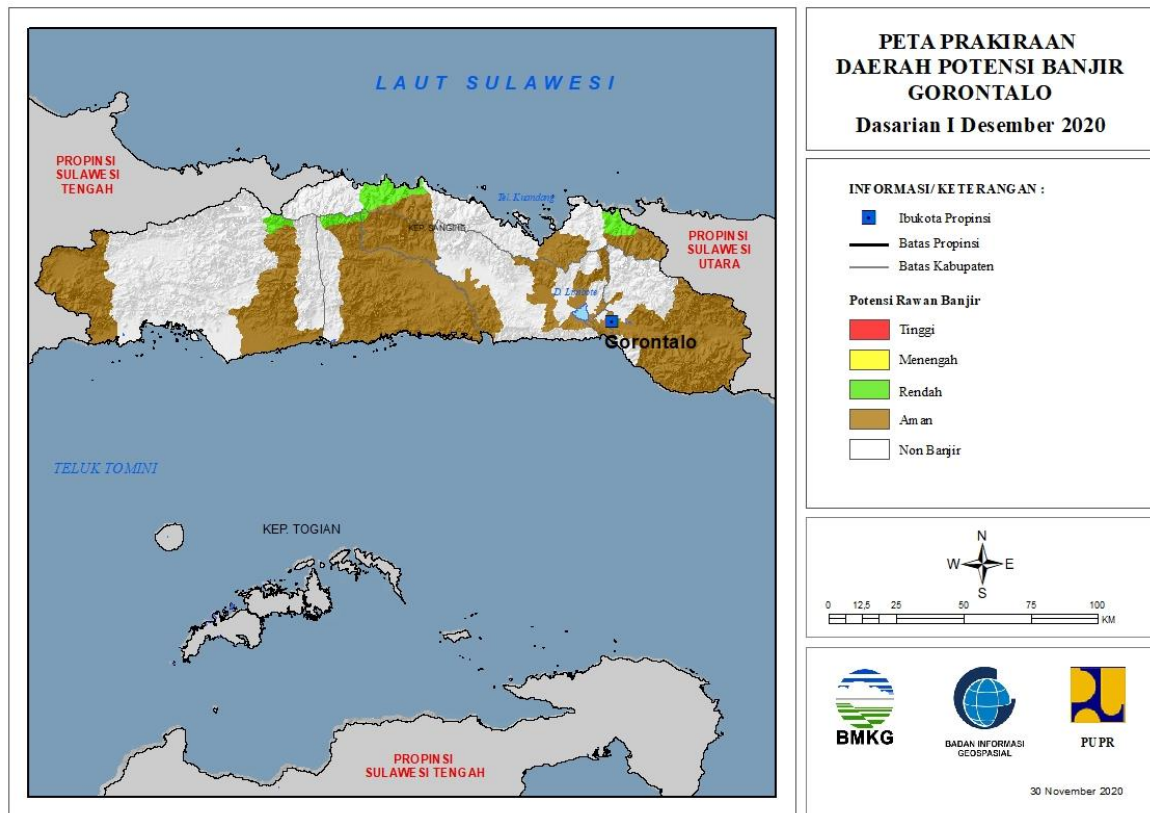 LAUT SULAWESI
PROPINSI
SULAWESI
TENGAH
Tel. Kuandang
KEP. SANGIHE
PROPINSI
SULAWESI
UTARA
D. Limboto
Gorontalo
TELUK TOMINI
KEP. TOGIAN
PROPINSI
SULAWESI TENGAH
PETA PRAKIRAAN
DAERAH POTENSI BANJIR
GORONTALO
Dasarian I Desember 2020
INFORMASI/ KETERANGAN :
Ibukota Propinsi
Batas Propinsi
Batas Kabupaten
Potensi Rawan Banjir
Tinggi
Menengah
Rendah
Aman
Non Banjir
N
W E
S
0 12,5 25 50 75 100
KM
BMKG
BADAN INFORMASI
GEOSPASIAL
PUPR
30 November 2020